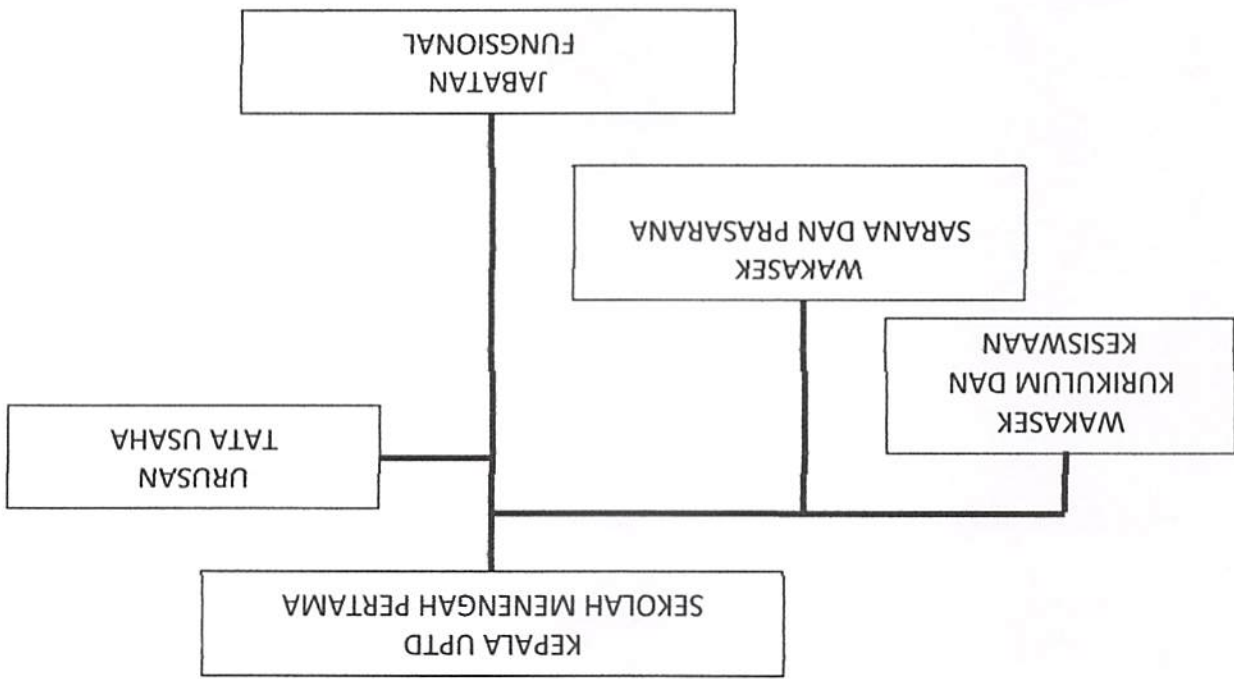 KEPALA UPTD
SEKOLAH MENENGAH PERTAMA
WAKASEK
KURIKULUM DAN
KESISWAAN
WAKASEK
SARANA DAN PRASARANA
URUSAN
TATA USAHA
JABATAN
FUNGSIONAL